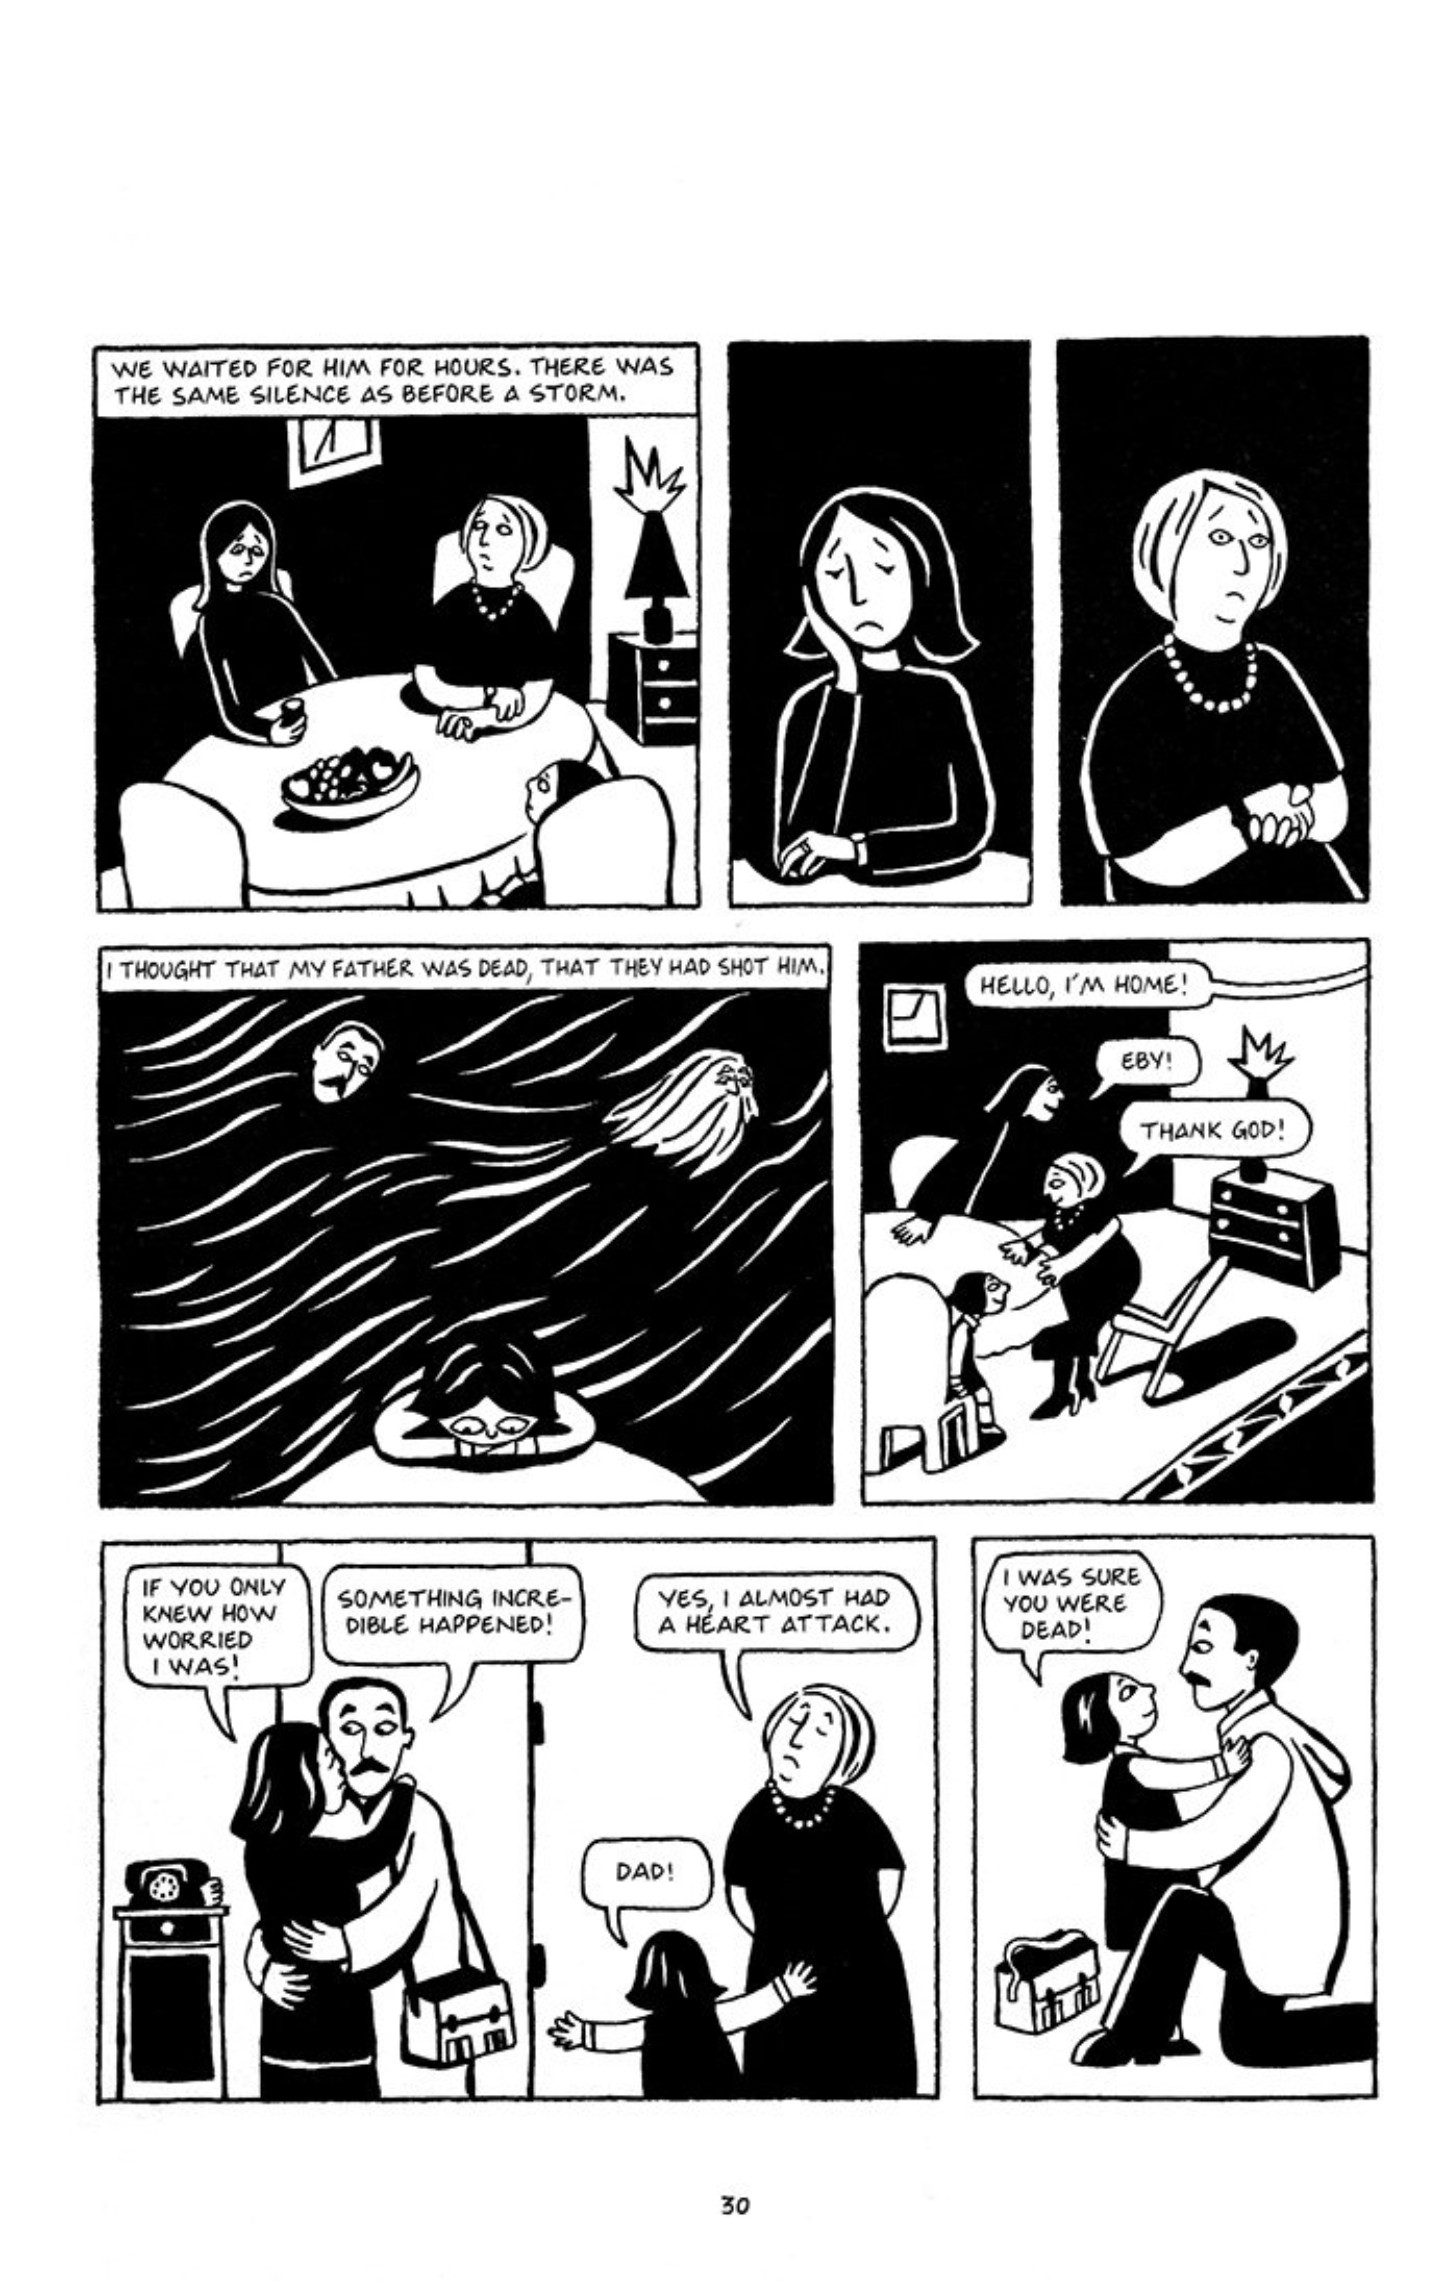 WE WAITED FOR HIM FOR HOURS. THERE WAS
THE SAME SILENCE AS BEFORE A STORM.
I THOUGHT THAT MY FATHER WAS DEAD, THAT THEY HAD SHOT HIM.
HELLO, I'M HOME!
EBY!
THANK GOD!
IF YOU ONLY
KNEW HOW
WORRIED
I WAS!
SOMETHING INCRE-
DIBLE HAPPENED!
YES, I ALMOST HAD
A HEART ATTACK.
DAD!
I WAS SURE
YOU WERE
DEAD!
30